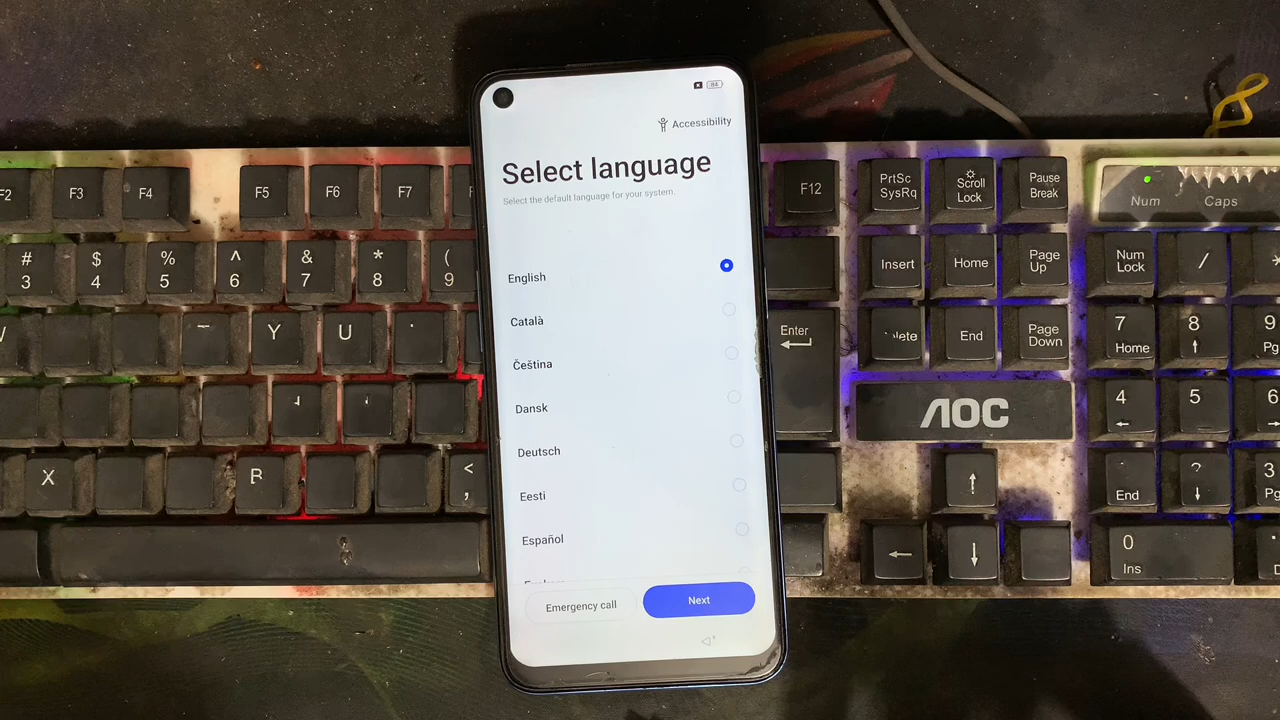 Accessibility
Select language
Select the default language for your system.
English
Català
Čeština
Dansk
Deutsch
Eesti
Español
Emergency call
Next
F2
F3
F4
F5
F6
F7
F12
PrtSc
SysRq
Scroll
Lock
Pause
Break
Num
Caps
#
3
$
4
%
5
^
6
&
7
*
8
(
9
Insert
Home
Page
Up
Num
Lock
/
*
Y
U
Enter
End
Page
Down
7
Home
8
9
Pg
AOC
4
5
6
X
<
,
End
3
Pg
0
Ins